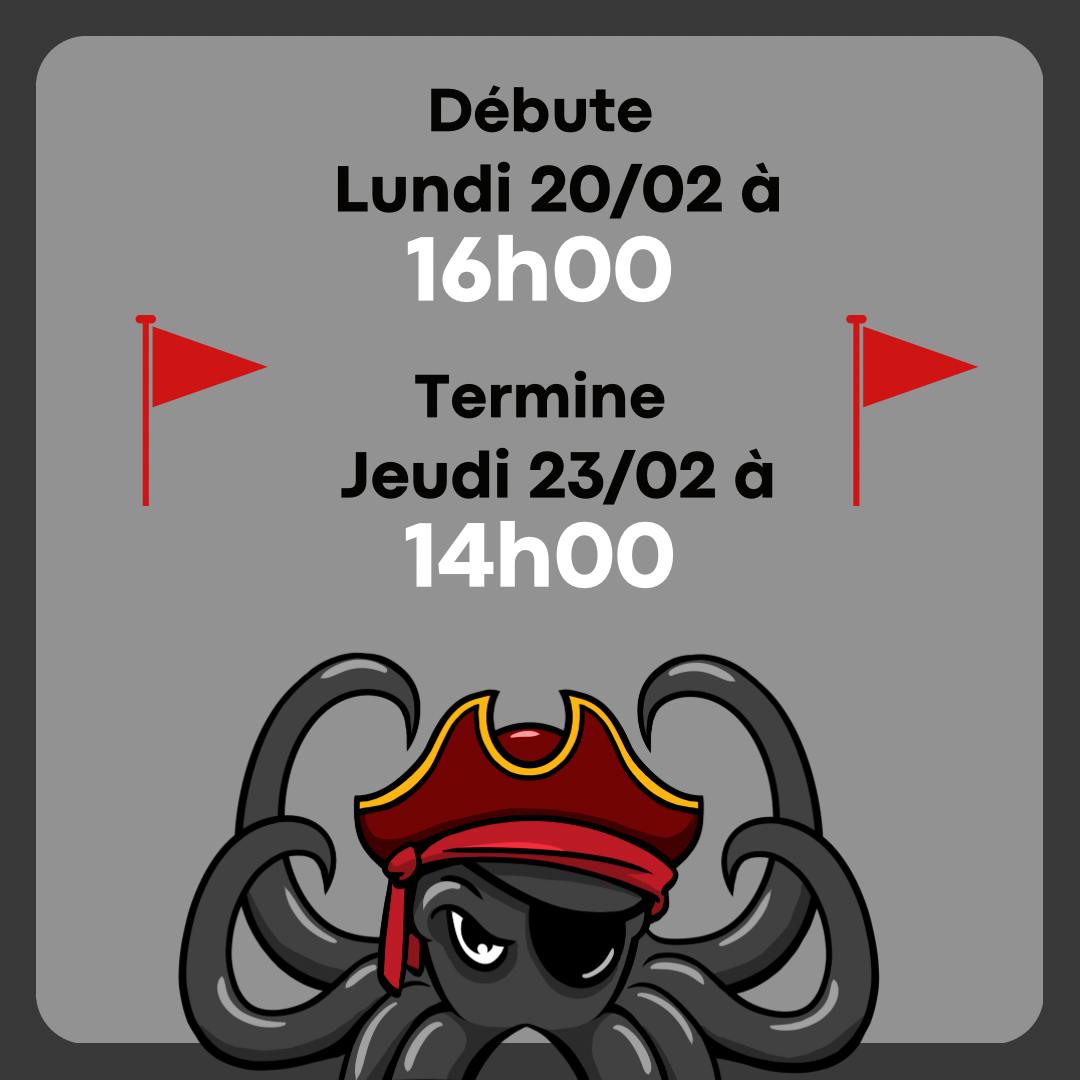 Débute
Lundi 20/02 à
16h00
Termine
Jeudi 23/02 à
14h00